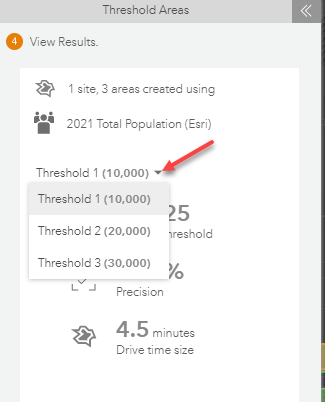 Threshold Areas
4 View Results.
1 site, 3 areas created using
2021 Total Population (Esri)
Threshold 1 (10,000)
Threshold 1 (10,000)
Threshold 2 (20,000)
Threshold 3 (30,000)
25
%
Precision
4.5 minutes
Drive time size